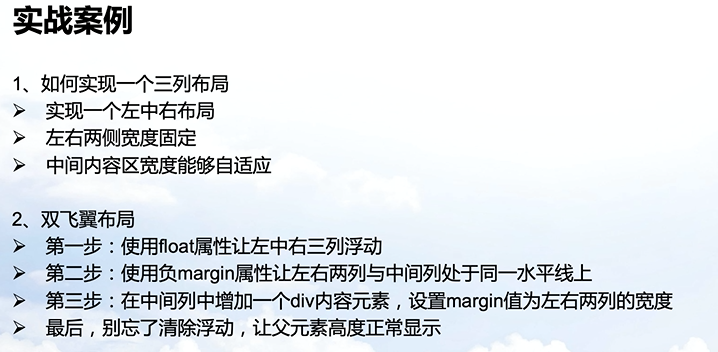 实战案例
1、如何实现一个三列布局
➢ 实现一个左中右布局
➢ 左右两侧宽度固定
➢ 中间内容区宽度能够自适应
2、双飞翼布局
➢ 第一步：使用float属性让左中右三列浮动
➢ 第二步：使用负margin属性让左右两列与中间列处于同一水平线上
➢ 第三步：在中间列中增加一个div内容元素，设置margin值为左右两列的宽度
➢ 最后，别忘了清除浮动，让父元素高度正常显示